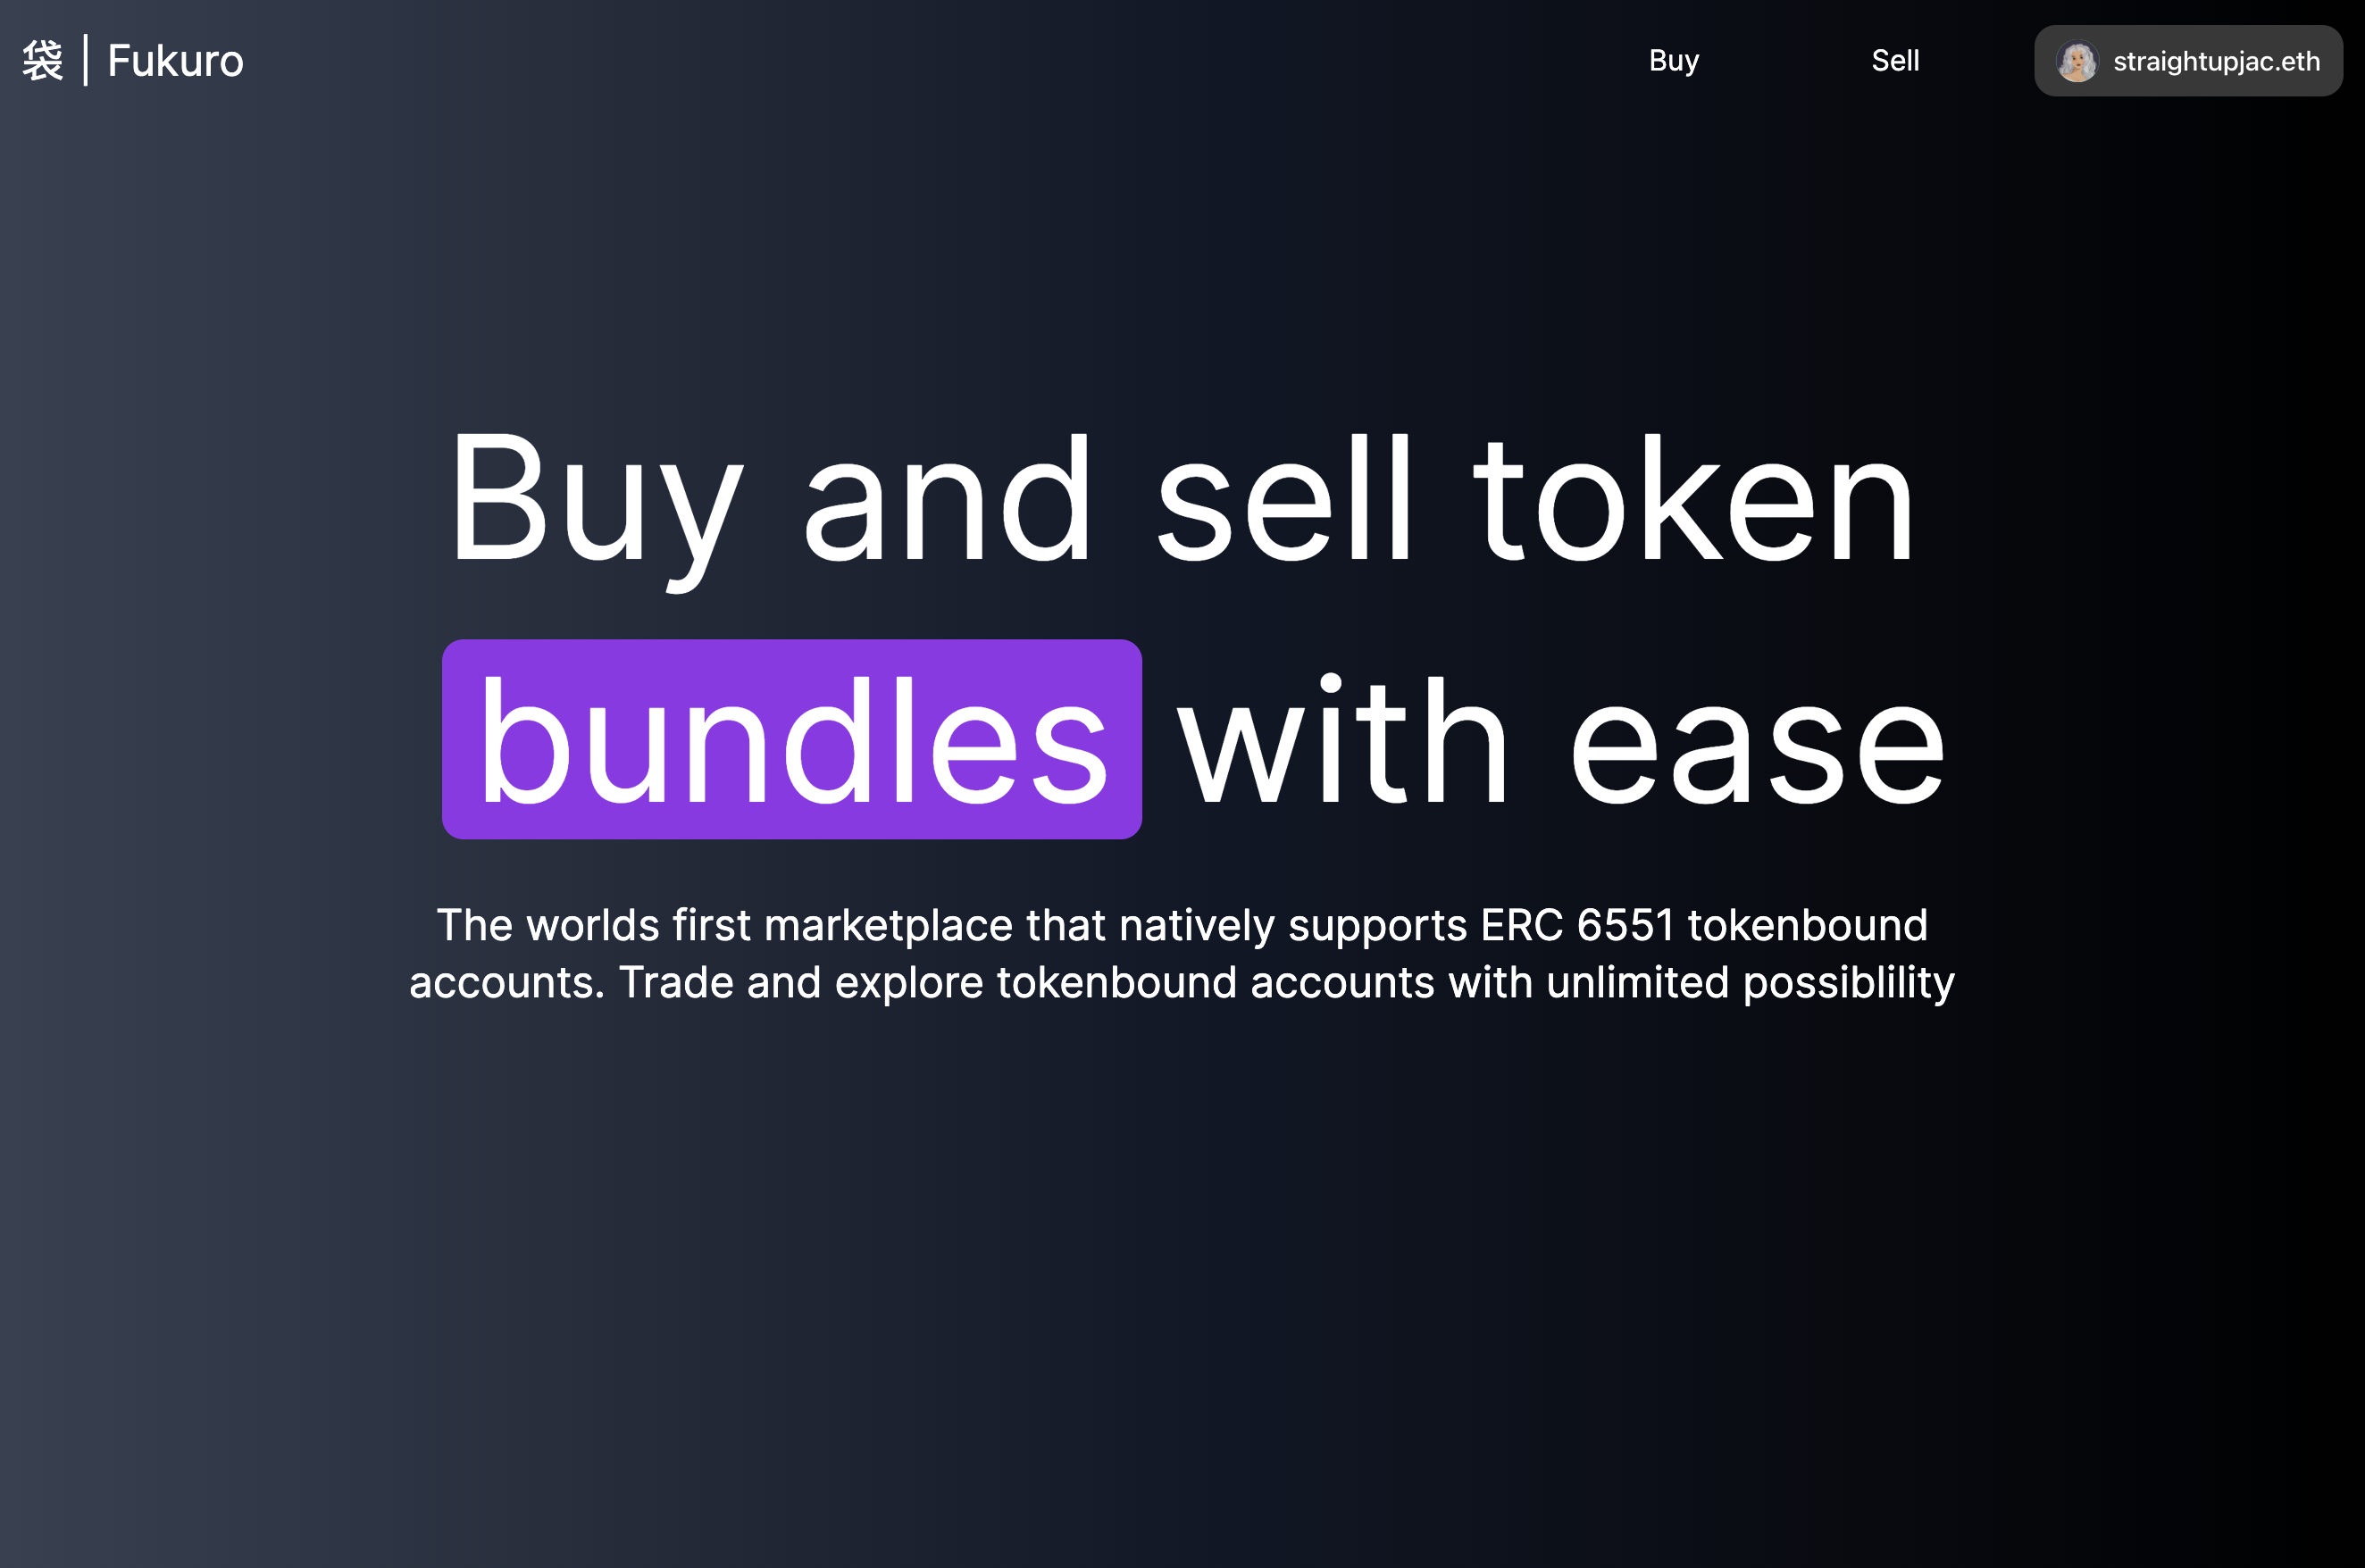 袋 | Fukuro
Buy
Sell
straightupjac.eth
Buy and sell token
bundles with ease
The worlds first marketplace that natively supports ERC 6551 tokenbound
accounts. Trade and explore tokenbound accounts with unlimited possiblility